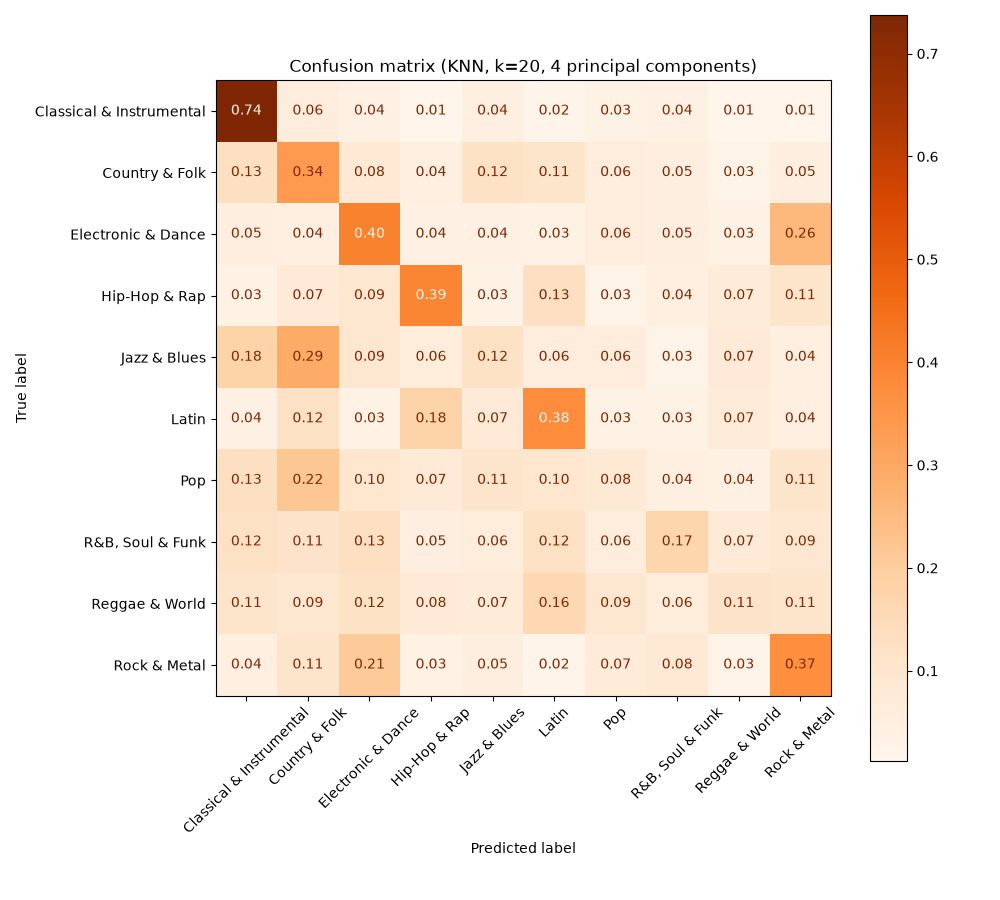 Confusion matrix (KNN, k=20, 4 principal components)
True label
Classical & Instrumental 0.74 0.06 0.04 0.01 0.04 0.02 0.03 0.04 0.01 0.01
Country & Folk 0.13 0.34 0.08 0.04 0.12 0.11 0.06 0.05 0.03 0.05
Electronic & Dance 0.05 0.04 0.40 0.04 0.04 0.03 0.06 0.05 0.03 0.26
Hip-Hop & Rap 0.03 0.07 0.09 0.39 0.03 0.13 0.03 0.04 0.07 0.11
Jazz & Blues 0.18 0.29 0.09 0.06 0.12 0.06 0.06 0.03 0.07 0.04
Latin 0.04 0.12 0.03 0.18 0.07 0.38 0.03 0.03 0.07 0.04
Pop 0.13 0.22 0.10 0.07 0.11 0.10 0.08 0.04 0.04 0.11
R&B, Soul & Funk 0.12 0.11 0.13 0.05 0.06 0.12 0.06 0.17 0.07 0.09
Reggae & World 0.11 0.09 0.12 0.08 0.07 0.16 0.09 0.06 0.11 0.11
Rock & Metal 0.04 0.11 0.21 0.03 0.05 0.02 0.07 0.08 0.03 0.37
Classical & Instrumental
Country & Folk
Electronic & Dance
Hip-Hop & Rap
Jazz & Blues
Latin
Pop
R&B, Soul & Funk
Reggae & World
Rock & Metal
Predicted label
0.7
0.6
0.5
0.4
0.3
0.2
0.1